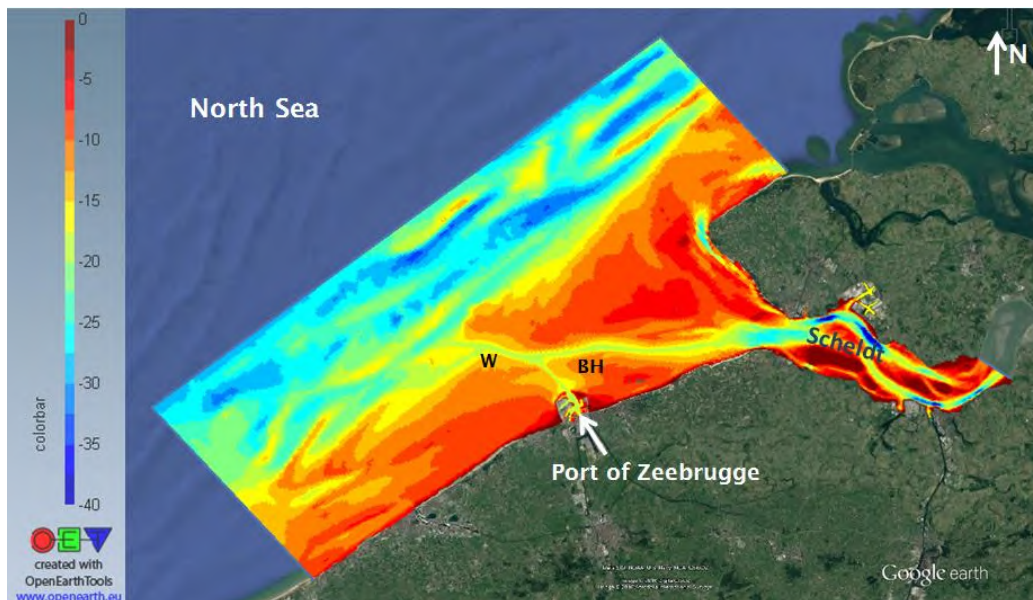 0
-5
-10
-15
-20
-25
-30
-35
-40
colorbar
OET
created with
OpenEarthTools
www.openearth.eu
North Sea
N
W
BH
Scheldt
Port of Zeebrugge
Google earth